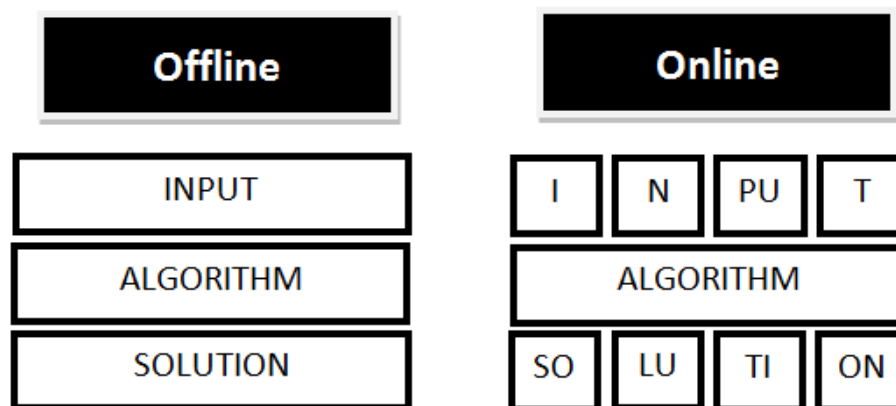 Offline
INPUT
ALGORITHM
SOLUTION
Online
I N PU T
ALGORITHM
SO LU TI ON